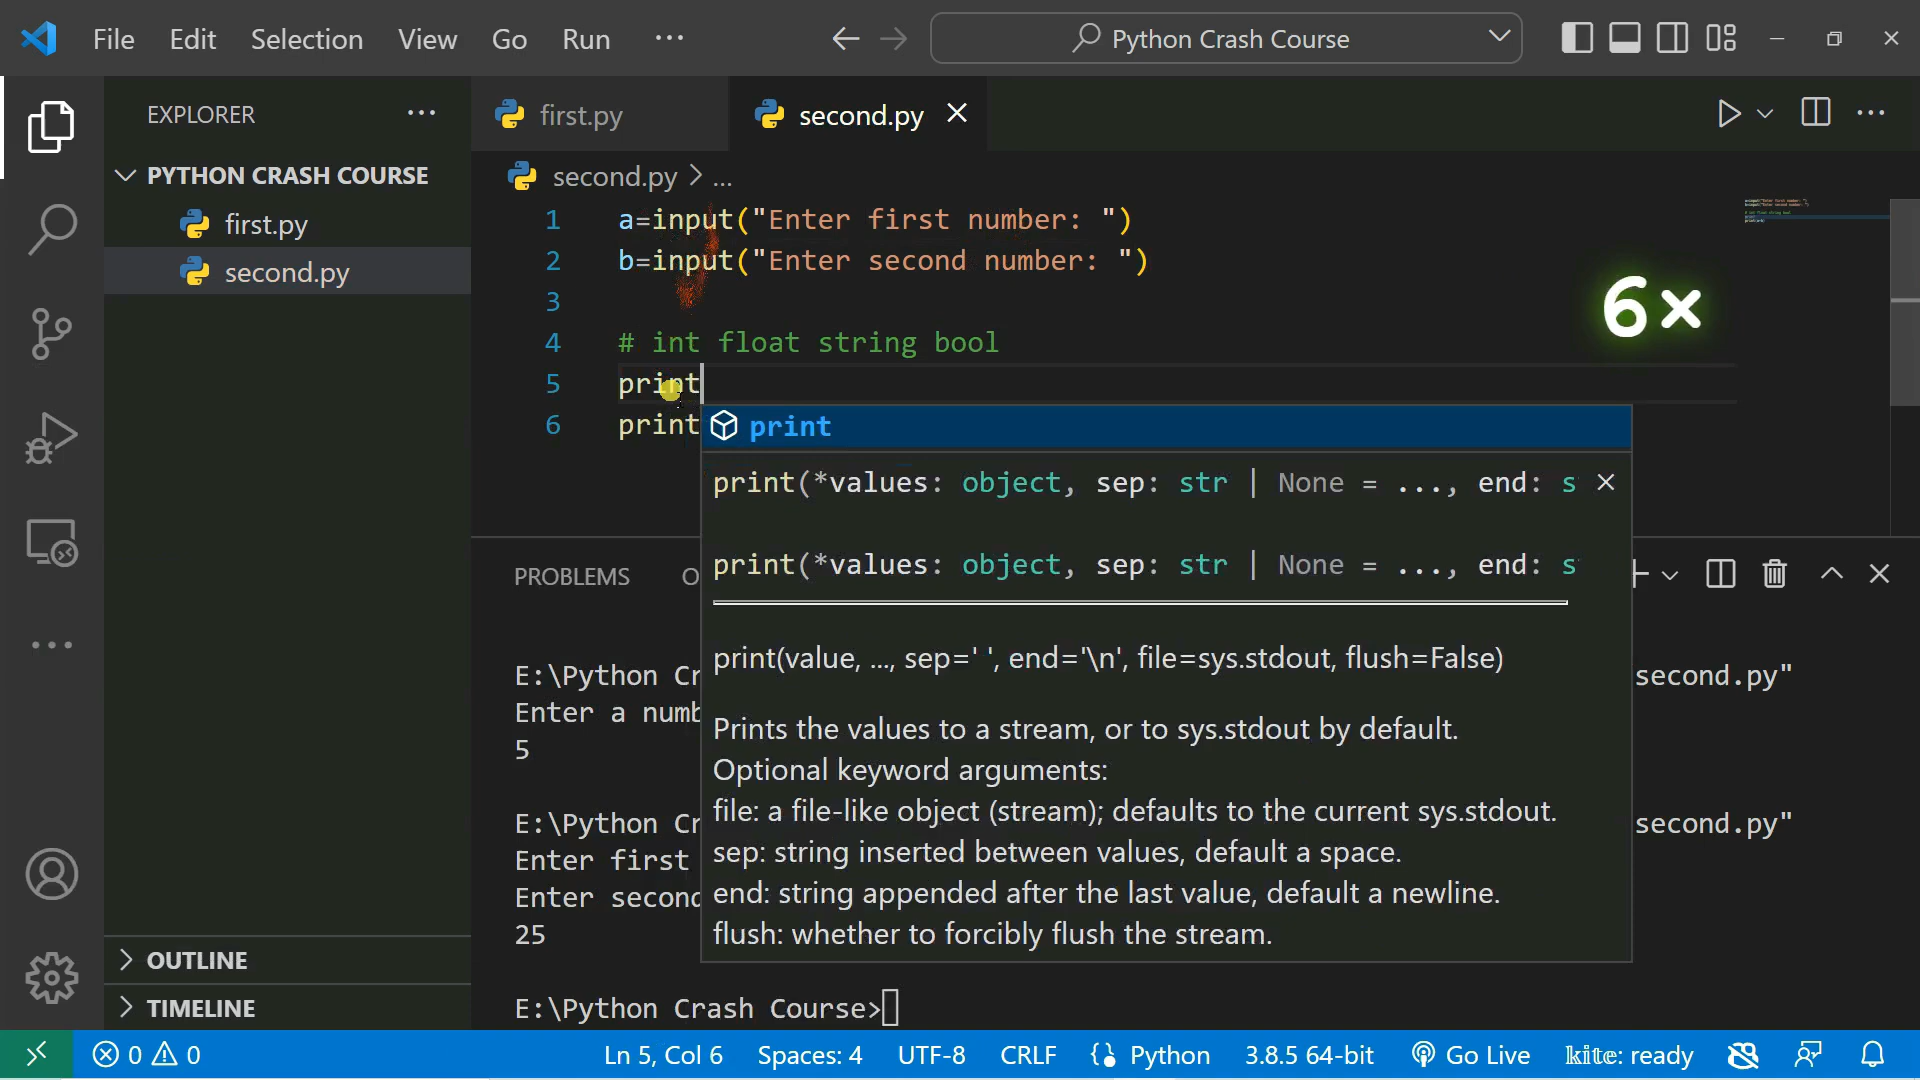 File Edit Selection View Go Run ...
Python Crash Course
EXPLORER
PYTHON CRASH COURSE
first.py
second.py
OUTLINE
TIMELINE
first.py
second.py
second.py > ...
1 a=input("Enter first number: ")
2 b=input("Enter second number: ")
3
4 # int float string bool
5 print
6 print
6×
print
print(*values: object, sep: str | None = ..., end: s
print(*values: object, sep: str | None = ..., end: s
print(value, ..., sep=' ', end='\n', file=sys.stdout, flush=False)
Prints the values to a stream, or to sys.stdout by default.
Optional keyword arguments:
file: a file-like object (stream); defaults to the current sys.stdout.
sep: string inserted between values, default a space.
end: string appended after the last value, default a newline.
flush: whether to forcibly flush the stream.
PROBLEMS O
E:\Python Cr second.py"
Enter a numb
5
E:\Python Cr second.py"
Enter first
Enter second
25
E:\Python Crash Course>
0 0 Ln 5, Col 6 Spaces: 4 UTF-8 CRLF Python 3.8.5 64-bit Go Live kite: ready